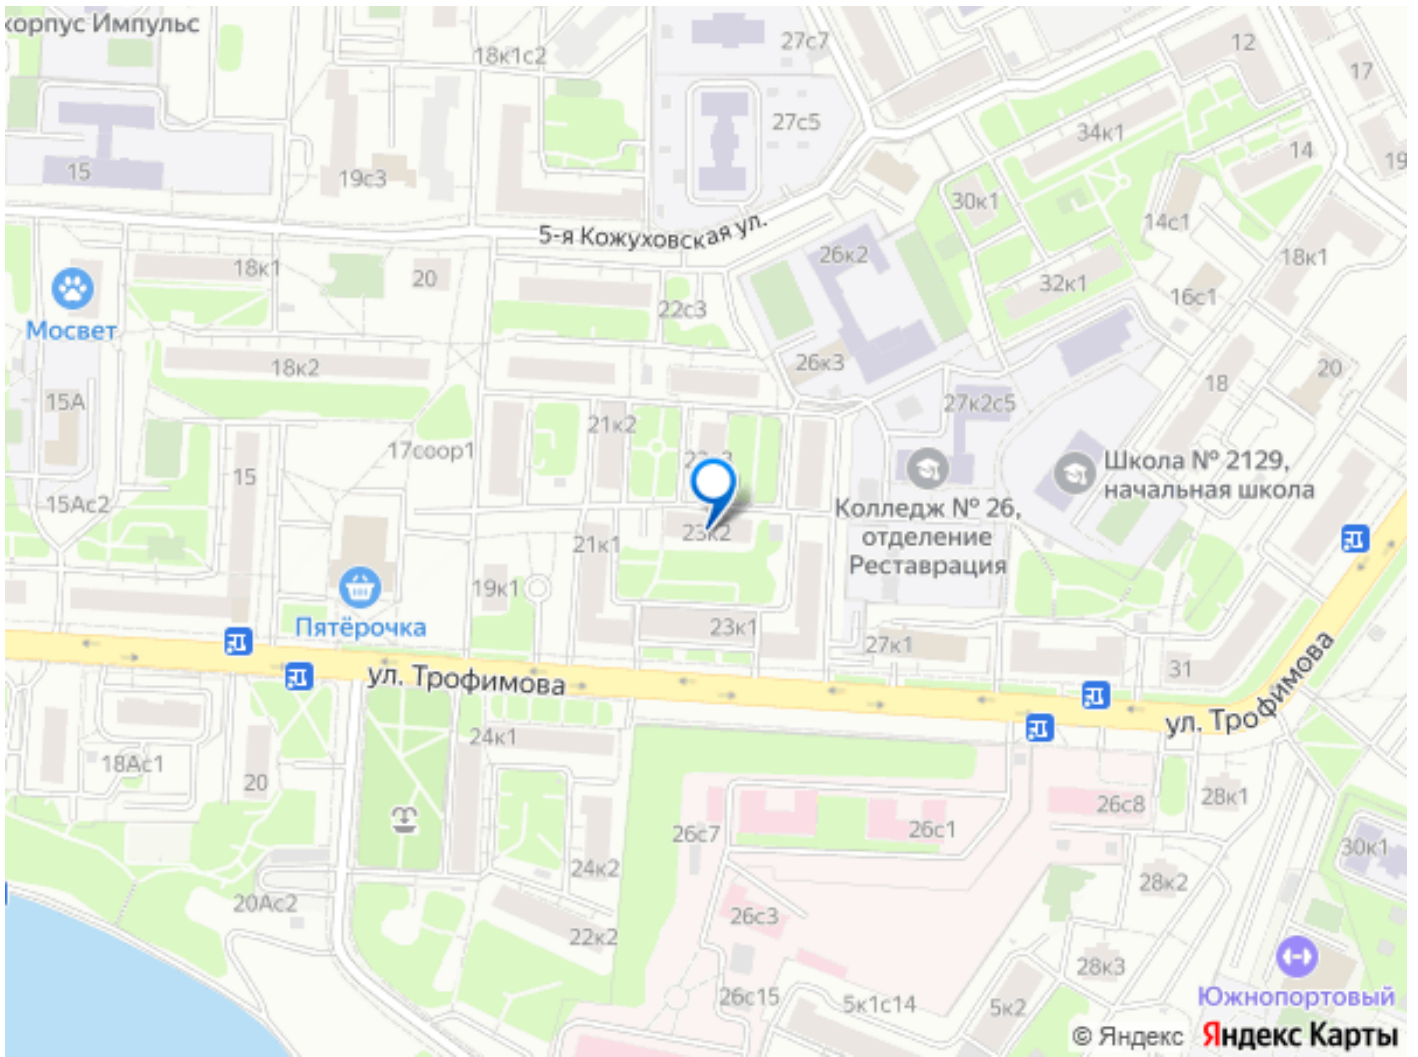 корпус Импульс
18к1с2
27с7
12
17
27с5
34к1
14
19
15
19с3
30к1
14с1
5-я Кожуховская ул.
26к2
18к1
18к1
20
32к1
16с1
22с3
Мосвет
26к3
20
18к2
18
15А
27к2с5
21к2
17соор1
15
Школа № 2129,
начальная школа
15Ас2
Колледж № 26,
отделение
Реставрация
23к2
21к1
19к1
Пятёрочка
23к1
27к1
31
ул. Трофимова
ул. Трофимова
24к1
18Ас1
20
26с8
28к1
26с7
26с1
30к1
24к2
28к2
20Ас2
26с3
22к2
28к3
26с15
5к1с14
5к2
Южнопортовый
© Яндекс Яндекс Карты